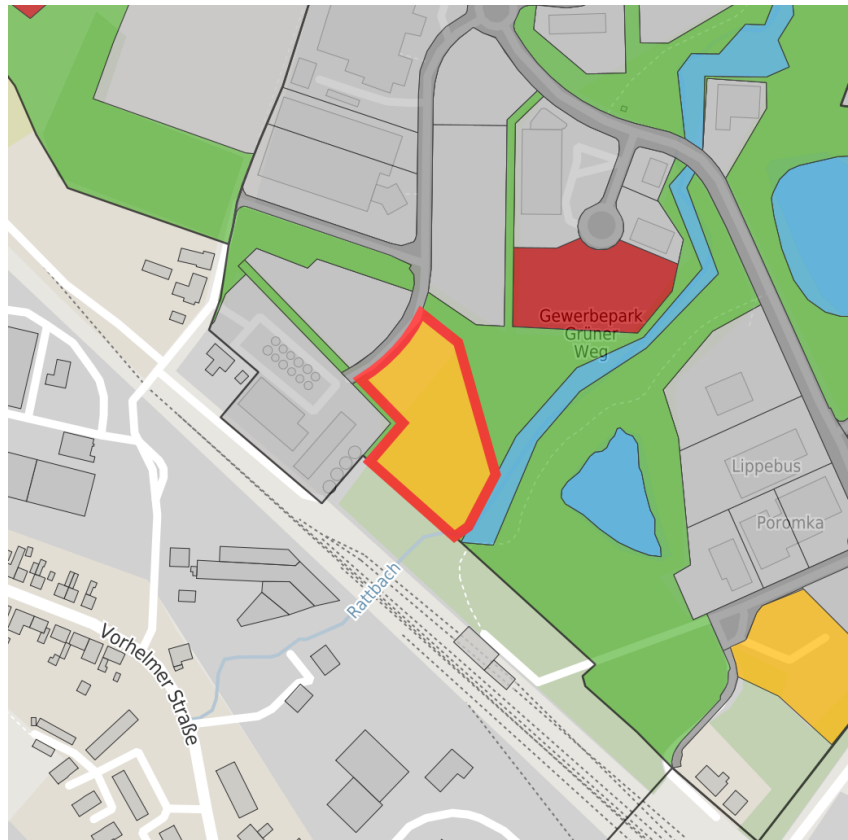 Gewerbepark
Grüner
Weg
Lippebus
Poromka
Rattbach
Vorhelmer Straße